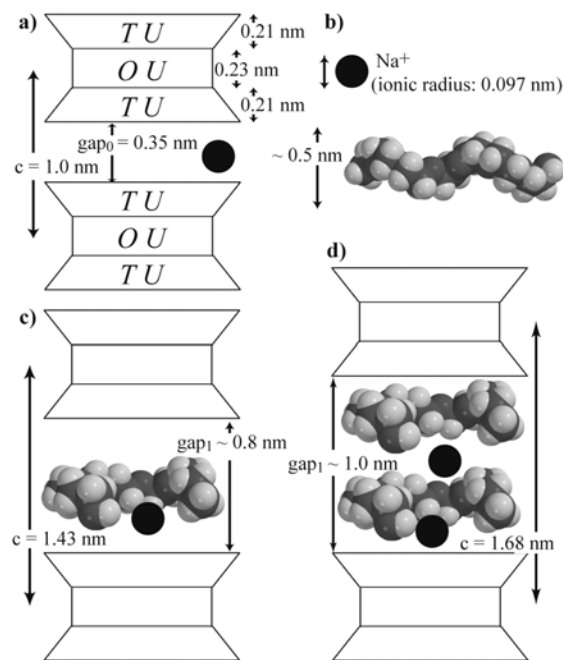 a)
T U
0.21 nm
O U
0.23 nm
T U
0.21 nm
gap0 = 0.35 nm
c = 1.0 nm
T U
O U
T U
b)
Na+
(ionic radius: 0.097 nm)
~ 0.5 nm
c)
gap1 ~ 0.8 nm
c = 1.43 nm
d)
gap1 ~ 1.0 nm
c = 1.68 nm